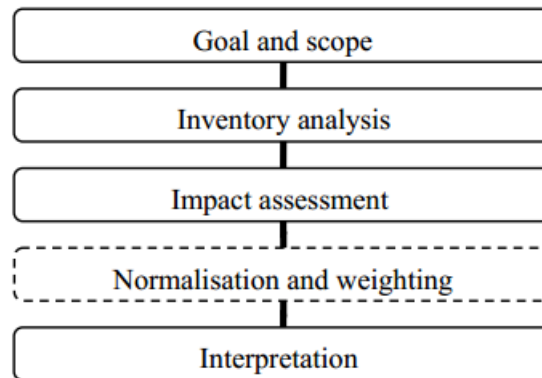 Goal and scope
Inventory analysis
Impact assessment
Normalisation and weighting
Interpretation